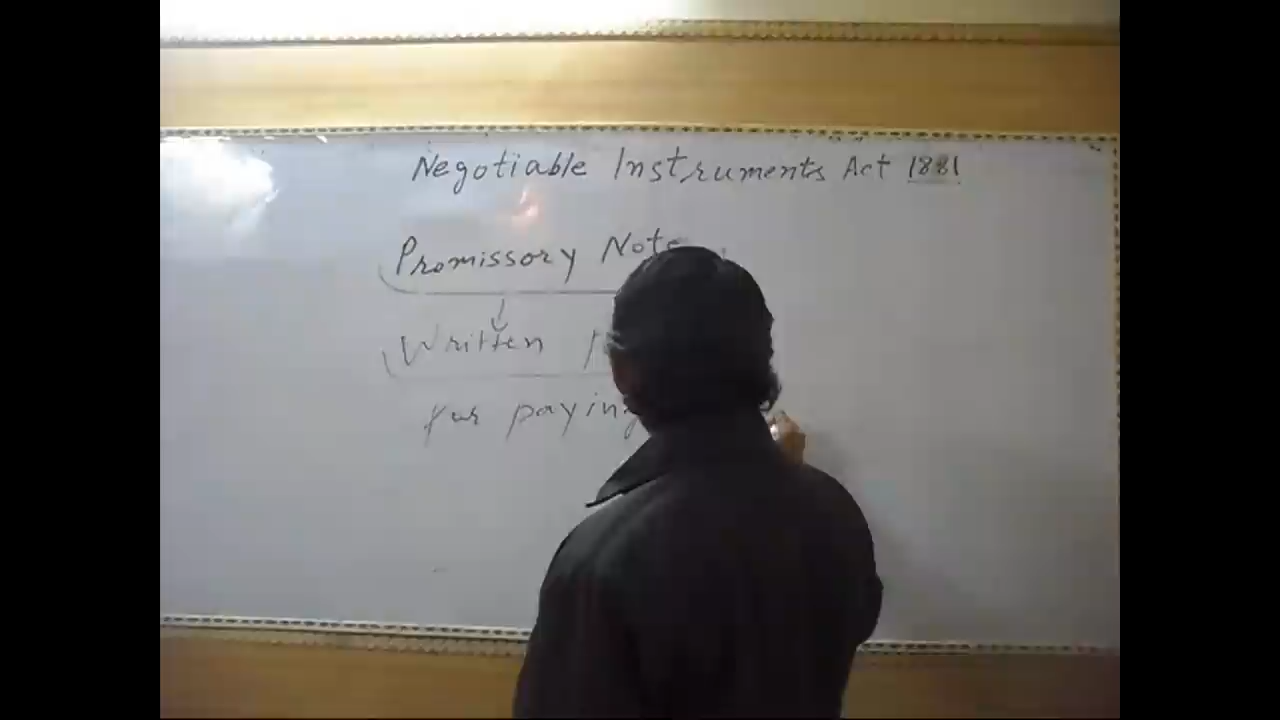 Negotiable Instruments Act 1881
Promissory Note
Written
for paying